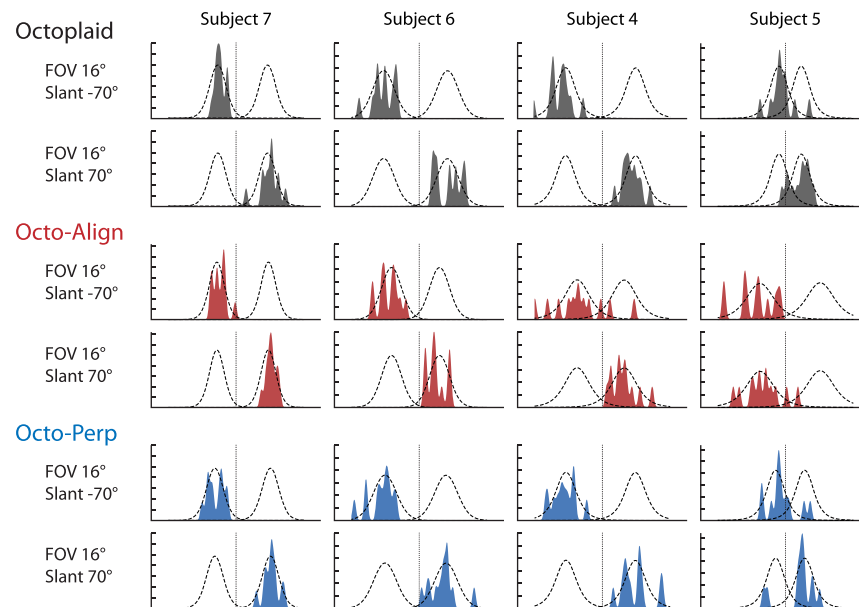 Subject 7 Subject 6 Subject 4 Subject 5
Octoplaid
FOV 16°
Slant -70°
FOV 16°
Slant 70°
Octo-Align
FOV 16°
Slant -70°
FOV 16°
Slant 70°
Octo-Perp
FOV 16°
Slant -70°
FOV 16°
Slant 70°